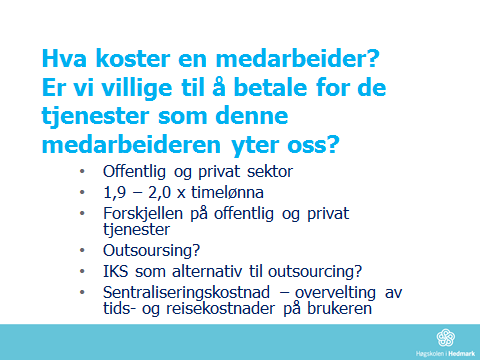 Hva koster en medarbeider?
Er vi villige til å betale for de
tjenester som denne
medarbeideren yter oss?
• Offentlig og privat sektor
• 1,9 – 2,0 x timelønna
• Forskjellen på offentlig og privat
tjenester
• Outsoursing?
• IKS som alternativ til outsourcing?
• Sentraliseringskostnad – overvelting av
tids- og reisekostnader på brukeren
Høgskolen i Hedmark